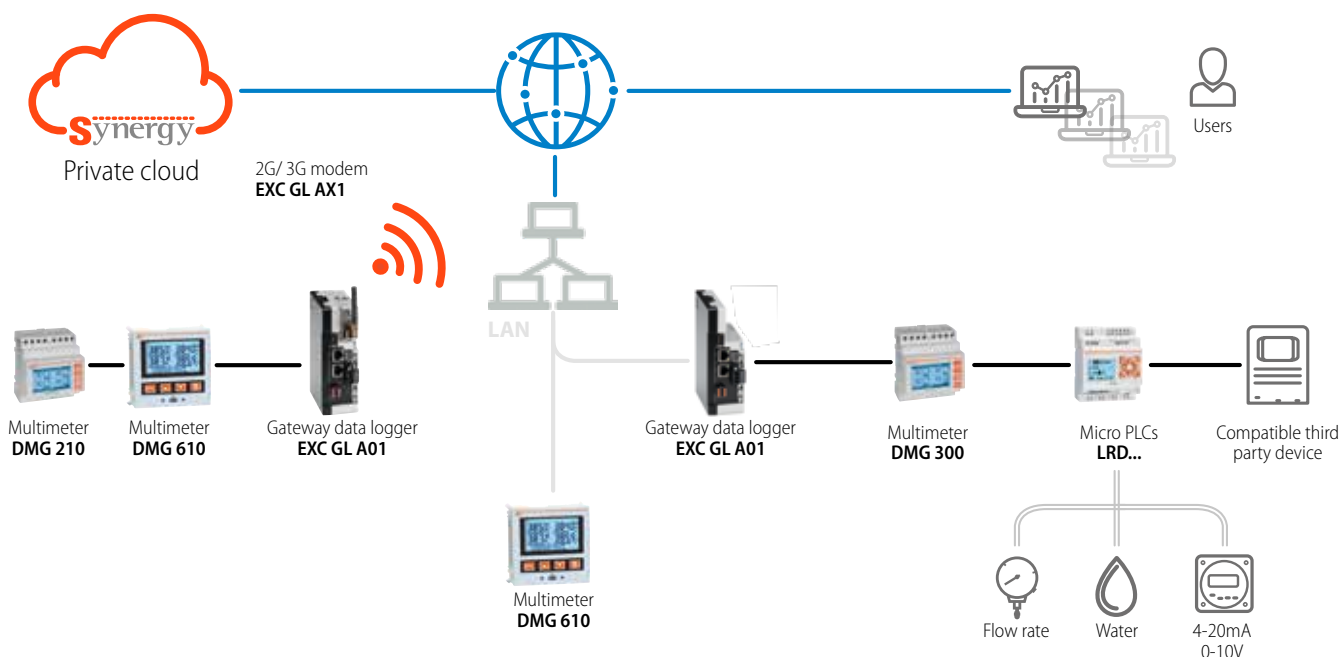 synergy
Private cloud
2G/ 3G modem
EXC GL AX1
Users
LAN
Multimeter
DMG 210
Multimeter
DMG 610
Gateway data logger
EXC GL A01
Gateway data logger
EXC GL A01
Multimeter
DMG 300
Micro PLCs
LRD...
Compatible third
party device
Multimeter
DMG 610
Flow rate
Water
4-20mA
0-10V